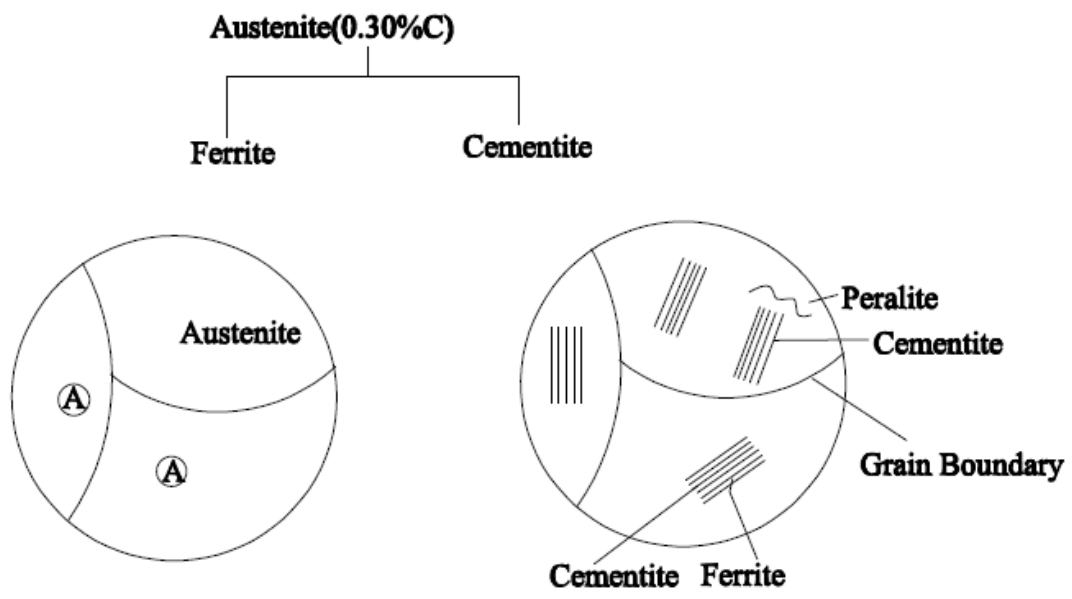 Austenite(0.30%C)
Ferrite
Cementite
Austenite
A
A
Peralite
Cementite
Grain Boundary
Cementite
Ferrite